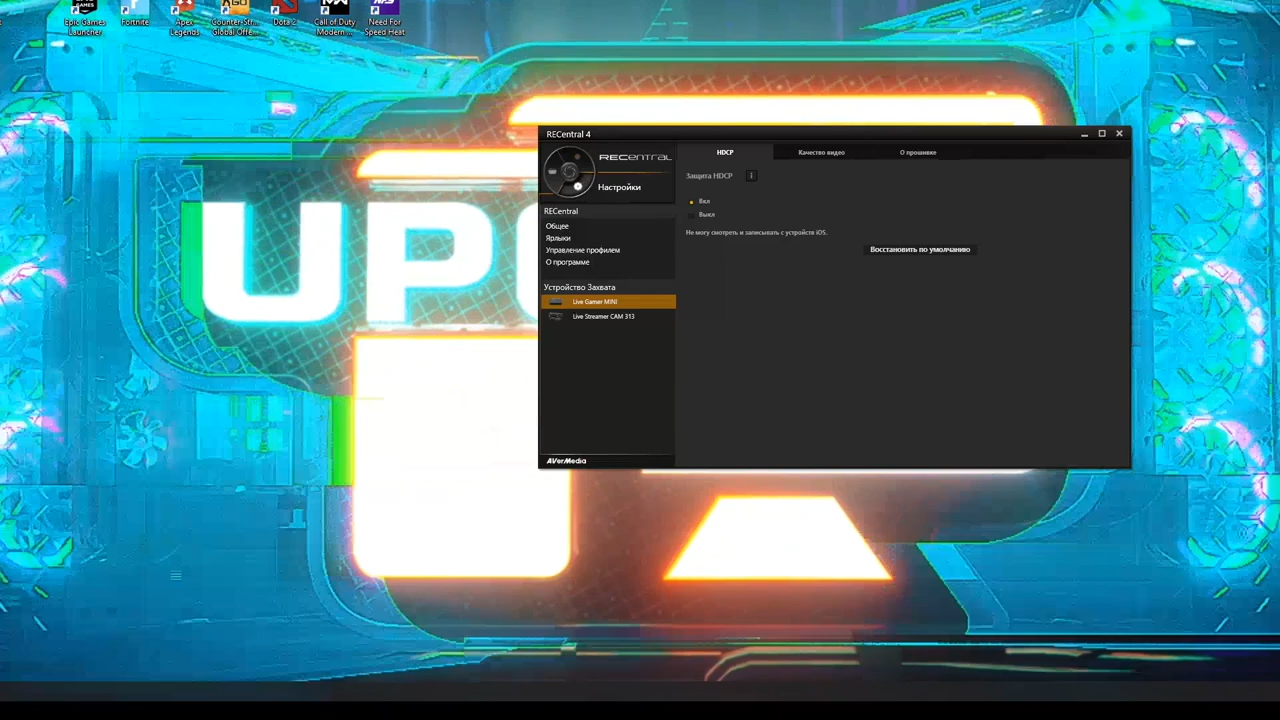 Epic Games
Launcher
Fortnite
Apex
Legends
Counter-Str...
Global Offe...
Dota 2
Call of Duty
Modern ...
Need For
Speed Heat
UP
RECentral 4
RECENTRAL
Настройки
RECentral
Общее
Ярлыки
Управление профилем
О программе
Устройство Захвата
Live Gamer MINI
Live Streamer CAM 313
AVerMedia
HDCP
Качество видео
О прошивке
Защита HDCP
i
Вкл
Выкл
Не могу смотреть и записывать с устройств iOS.
Восстановить по умолчанию